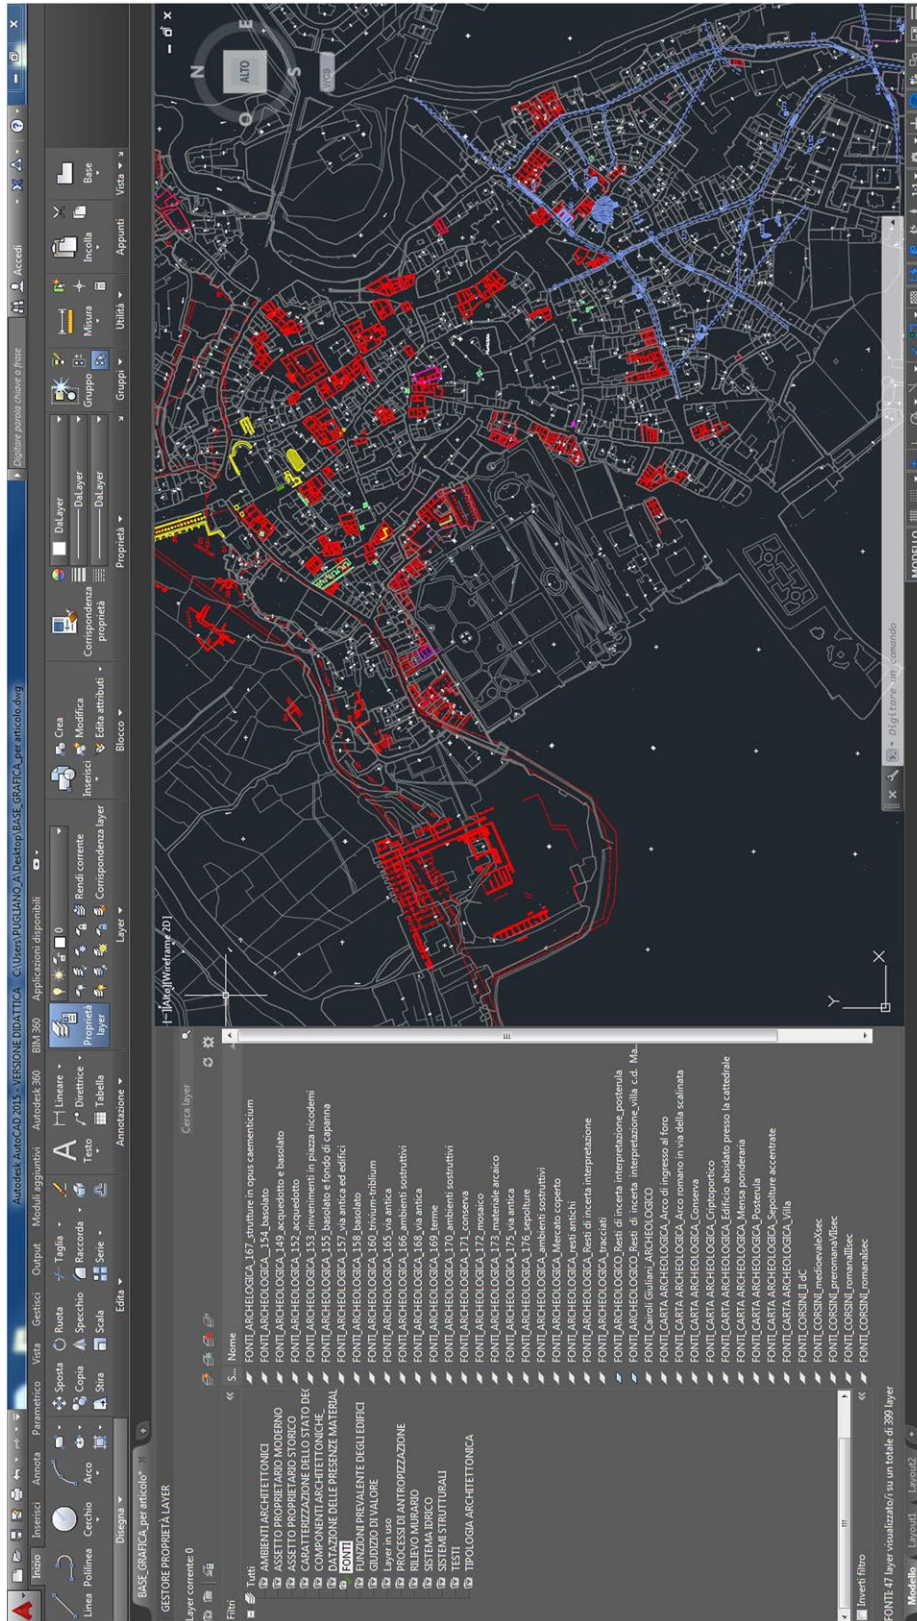 Autodesk AutoCAD 2015 - VERSIONE DIDATTICA C:\Users\PUGLIANO_A\Desktop\BASE_GRAFICA_per articolo.dwg
Digitare parola chiave o frase
Accedi
Inizio Inserisci Annota Parametrico Vista Gestisci Output Moduli aggiuntivi Autodesk 360 BIM 360 Applicazioni disponibili
Linea Polilinea Cerchio Arco
Sposta Ruota Taglia
Copia Specchio Raccorda
Stira Scala Serie
Testo
Lineare
Direttrice
Tabella
Proprietà layer
0
Rendi corrente
Corrispondenza layer
Inserisci
Crea
Modifica
Edita attributi
Corrispondenza proprietà
DaLayer
DaLayer
DaLayer
Gruppo
Misura
Incolla
Base
Disegna Edita Annotazione Layer Blocco Proprietà Gruppi Utilità Appunti Vista
BASE_GRAFICA_per articolo*
GESTORE PROPRIETÀ LAYER
Layer corrente: 0
Cerca layer
Filtri
Tutti
AMBIENTI ARCHITETTONICI
ASSETTO PROPRIETARIO MODERNO
ASSETTO PROPRIETARIO STORICO
CARATTERIZZAZIONE DELLO STATO DE
COMPONENTI ARCHITETTONICHE_
DATAZIONE DELLE PRESENZE MATERIAL
FONTI
FUNZIONI PREVALENTE DEGLI EDIFICI
GIUDIZIO DI VALORE
Layer in uso
PROCESSI DI ANTROPIZZAZIONE
RILIEVO MURARIO
SISTEMA IDRICO
SISTEMI STRUTTURALI
TESTI
TIPOLOGIA ARCHITETTONICA
Inverti filtro
S... Nome
FONTI_ARCHEOLOGICA_167_strutture in opus caementicium
FONTI_ARCHEOLOGICA__154_basolato
FONTI_ARCHEOLOGICA_149_acquedotto e basolato
FONTI_ARCHEOLOGICA_152_acquedotto
FONTI_ARCHEOLOGICA_153_rinvenimenti in piazza nicodemi
FONTI_ARCHEOLOGICA_155_basolato e fondo di capanna
FONTI_ARCHEOLOGICA_157_via antica ed edifici
FONTI_ARCHEOLOGICA_158_basolato
FONTI_ARCHEOLOGICA_160_trivium-triblium
FONTI_ARCHEOLOGICA_165_via antica
FONTI_ARCHEOLOGICA_166_ambienti sostruttivi
FONTI_ARCHEOLOGICA_168_via antica
FONTI_ARCHEOLOGICA_169_terme
FONTI_ARCHEOLOGICA_170_ambienti sostruttivi
FONTI_ARCHEOLOGICA_171_conserva
FONTI_ARCHEOLOGICA_172_mosaico
FONTI_ARCHEOLOGICA_173_materiale arcaico
FONTI_ARCHEOLOGICA_175_via antica
FONTI_ARCHEOLOGICA_176_sepolture
FONTI_ARCHEOLOGICA_ambienti sostruttivi
FONTI_ARCHEOLOGICA_Mercato coperto
FONTI_ARCHEOLOGICA_resti antichi
FONTI_ARCHEOLOGICA_Resti di incerta interpretazione
FONTI_ARCHEOLOGICA_tracciati
FONTI_ARCHEOLOGICO_Resti di incerta interpretazione_posterula
FONTI_ARCHEOLOGICO_Resti di incerta interpretazione_villa c.d. Ma...
FONTI_Cairoli Giuliani_ARCHEOLOGICO
FONTI_CARTA ARCHEOLOGICA_Arco di ingresso al foro
FONTI_CARTA ARCHEOLOGICA_Arco romano in via della scalinata
FONTI_CARTA ARCHEOLOGICA_Conserva
FONTI_CARTA ARCHEOLOGICA_Criptoportico
FONTI_CARTA ARCHEOLOGICA_Edificio absidato presso la cattedrale
FONTI_CARTA ARCHEOLOGICA_Mensa ponderaria
FONTI_CARTA ARCHEOLOGICA_Posterula
FONTI_CARTA ARCHEOLOGICA_Sepolture accentrate
FONTI_CARTA ARCHEOLOGICA_Villa
FONTI_CORSINI_II dC
FONTI_CORSINI_medioevaleXsec
FONTI_CORSINI_preromanaVIIsec
FONTI_CORSINI_romanaIIsec
FONTI_CORSINI_romanaIsec
FONTI: 47 layer visualizzato/i su un totale di 399 layer
[-][Alto][Wireframe 2D]
N
E
S
O
ALTO
WCS
Y
X
Digitare un comando
Modello Layout1 Layout2
MODELLO